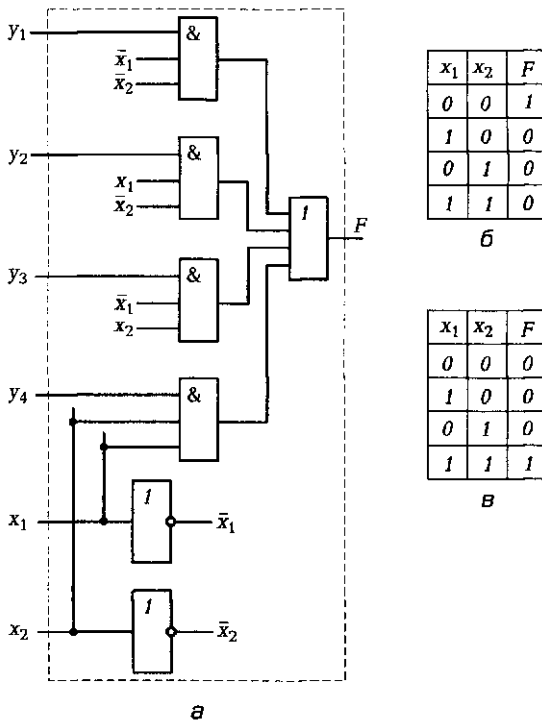 y₁
&
x̄₁
x̄₂
y₂
&
x₁
x̄₂
1
F
y₃
&
x̄₁
x₂
y₄
&
x₁
1
x̄₁
x₂
1
x̄₂
а
x₁ x₂ F
0 0 1
1 0 0
0 1 0
1 1 0
б
x₁ x₂ F
0 0 0
1 0 0
0 1 0
1 1 1
в